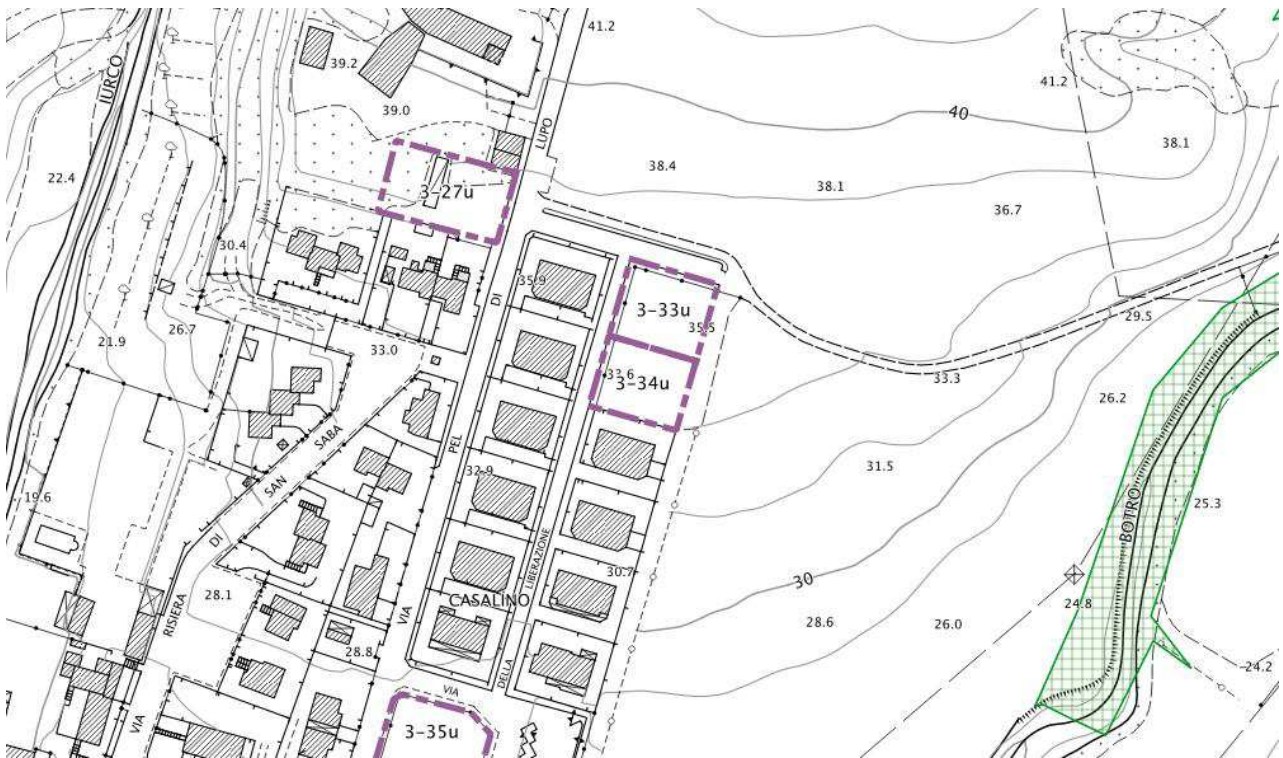 41.2
39.2
IURCO
39.0
41.2
40
LUPO
38.1
38.4
22.4
38.1
3-27u
36.7
30.4
35.9
DI
3-33u
35.5
29.5
26.7
21.9
33.0
33.6
3-34u
33.3
26.2
SABA
PEL
SAN
32.9
31.5
19.6
25.3
BOTRO
DI
LIBERAZIONE
30.7
30
28.1
CASALINO
24.8
RISIERA
VIA
28.6
26.0
28.8
24.2
DELLA
VIA
VIA
3-35u